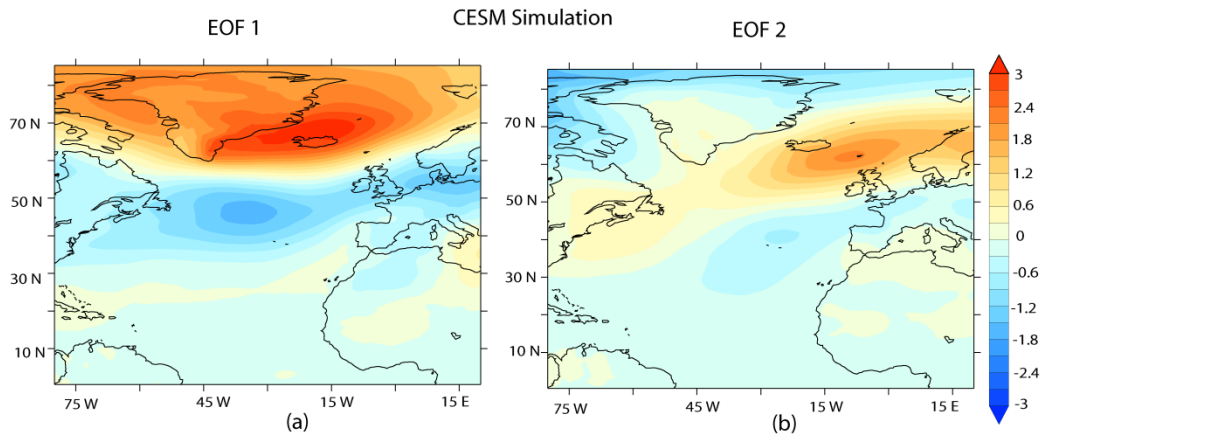 CESM Simulation
EOF 1
EOF 2
70 N
50 N
30 N
10 N
75 W
45 W
15 W
15 E
(a)
70 N
50 N
30 N
10 N
75 W
45 W
15 W
15 E
(b)
3
2.4
1.8
1.2
0.6
0
-0.6
-1.2
-1.8
-2.4
-3